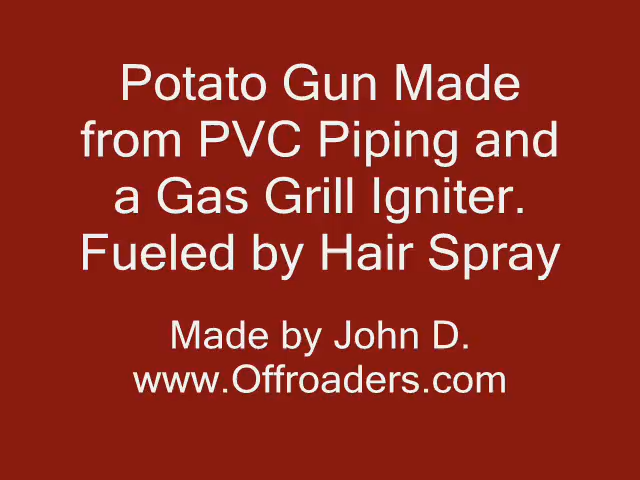 Potato Gun Made
from PVC Piping and
a Gas Grill Igniter.
Fueled by Hair Spray
Made by John D.
www.Offroaders.com